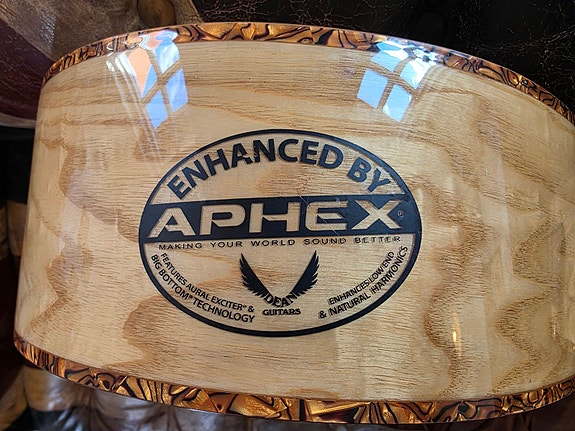 ENHANCED BY
APHEX®
MAKING YOUR WORLD SOUND BETTER
FEATURES AURAL EXCITER® &
BIG BOTTOM® TECHNOLOGY
DEAN
GUITARS
ENHANCES LOW END
& NATURAL HARMONICS